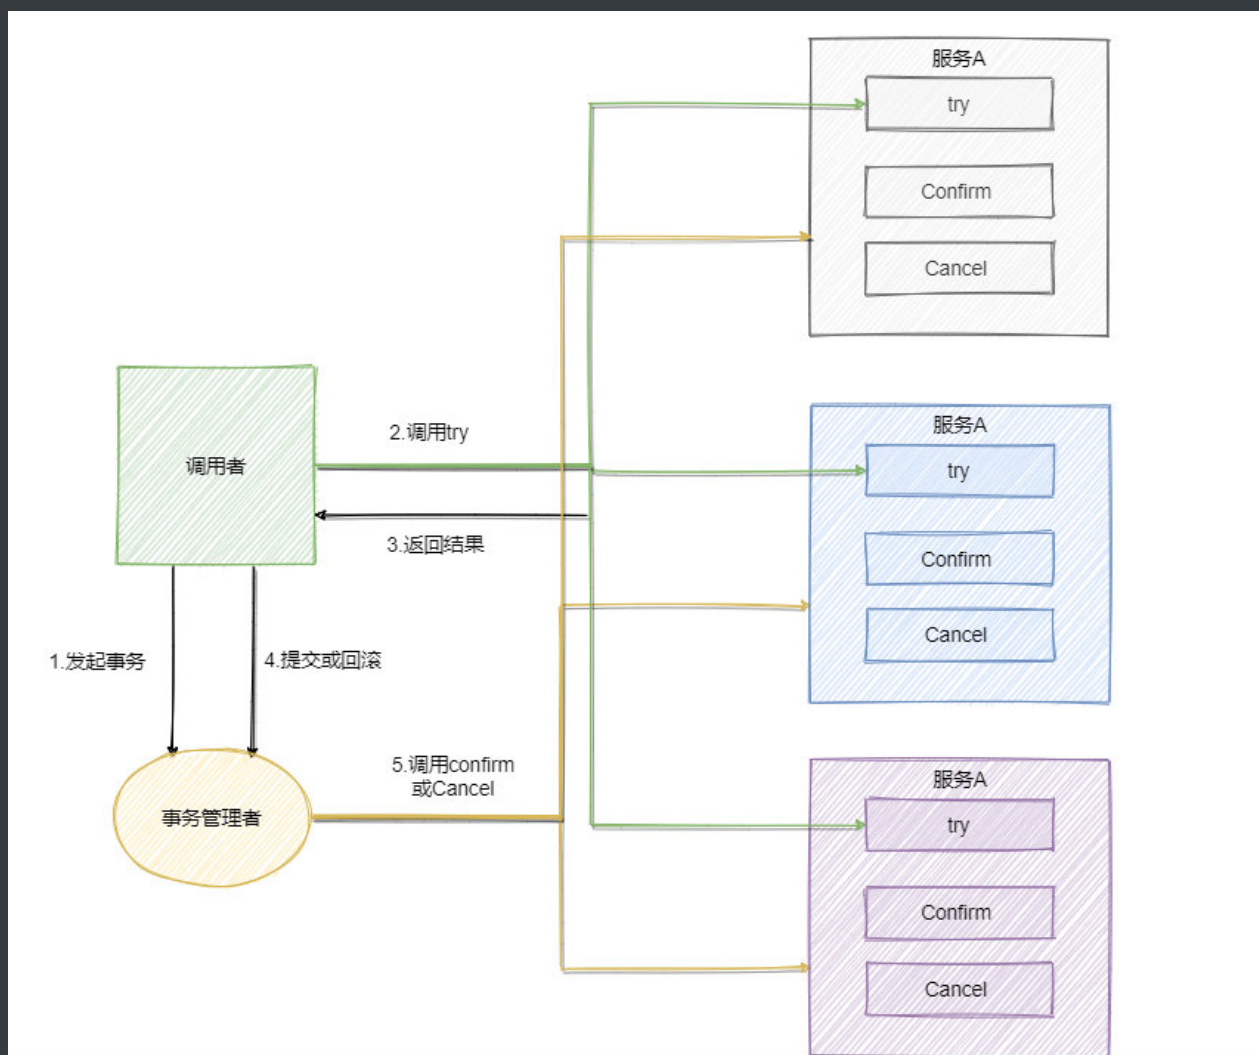 服务A
try
Confirm
Cancel
调用者
2.调用try
3.返回结果
服务A
try
Confirm
Cancel
1.发起事务
4.提交或回滚
事务管理者
5.调用confirm
或Cancel
服务A
try
Confirm
Cancel